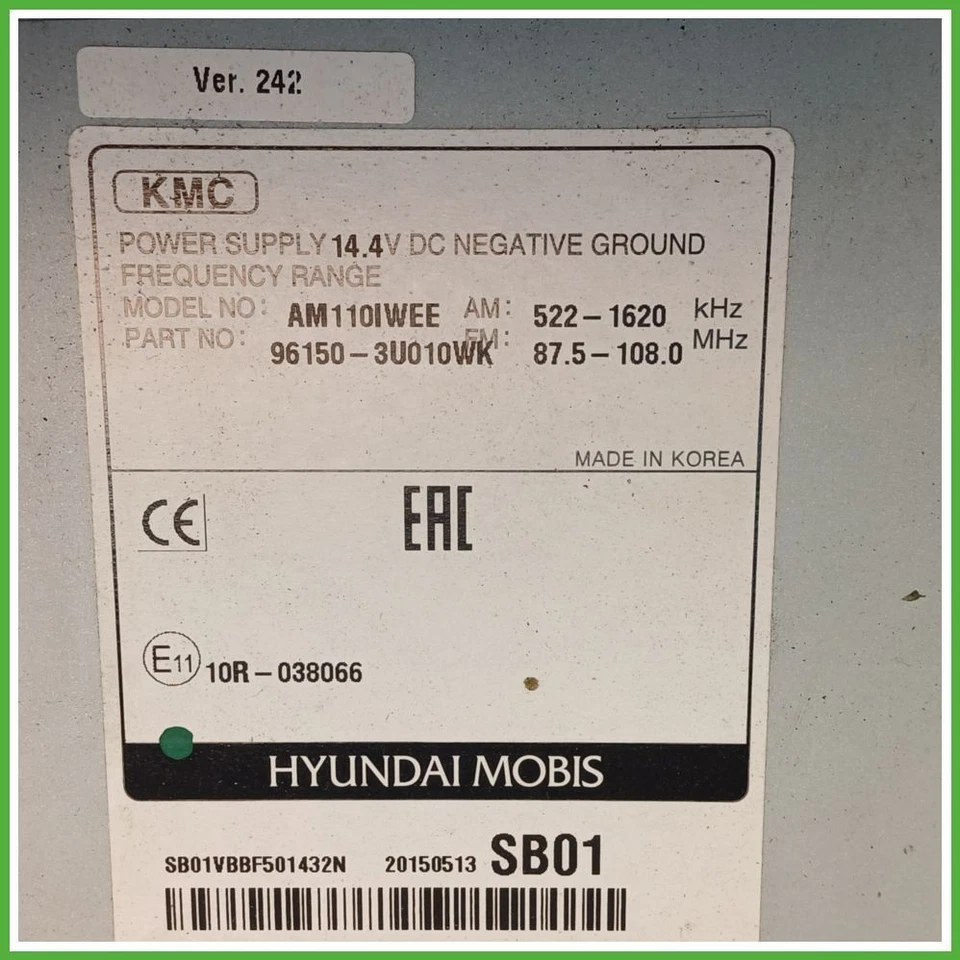 Ver. 242
KMC
POWER SUPPLY 14.4V DC NEGATIVE GROUND
FREQUENCY RANGE
MODEL NO: AM110IWEE AM: 522-1620 kHz
PART NO: 96150-3U010WK FM: 87.5-108.0 MHz
MADE IN KOREA
CE EAC
E11 10R-038066
HYUNDAI MOBIS
SB01VBBF501432N 20150513 SB01